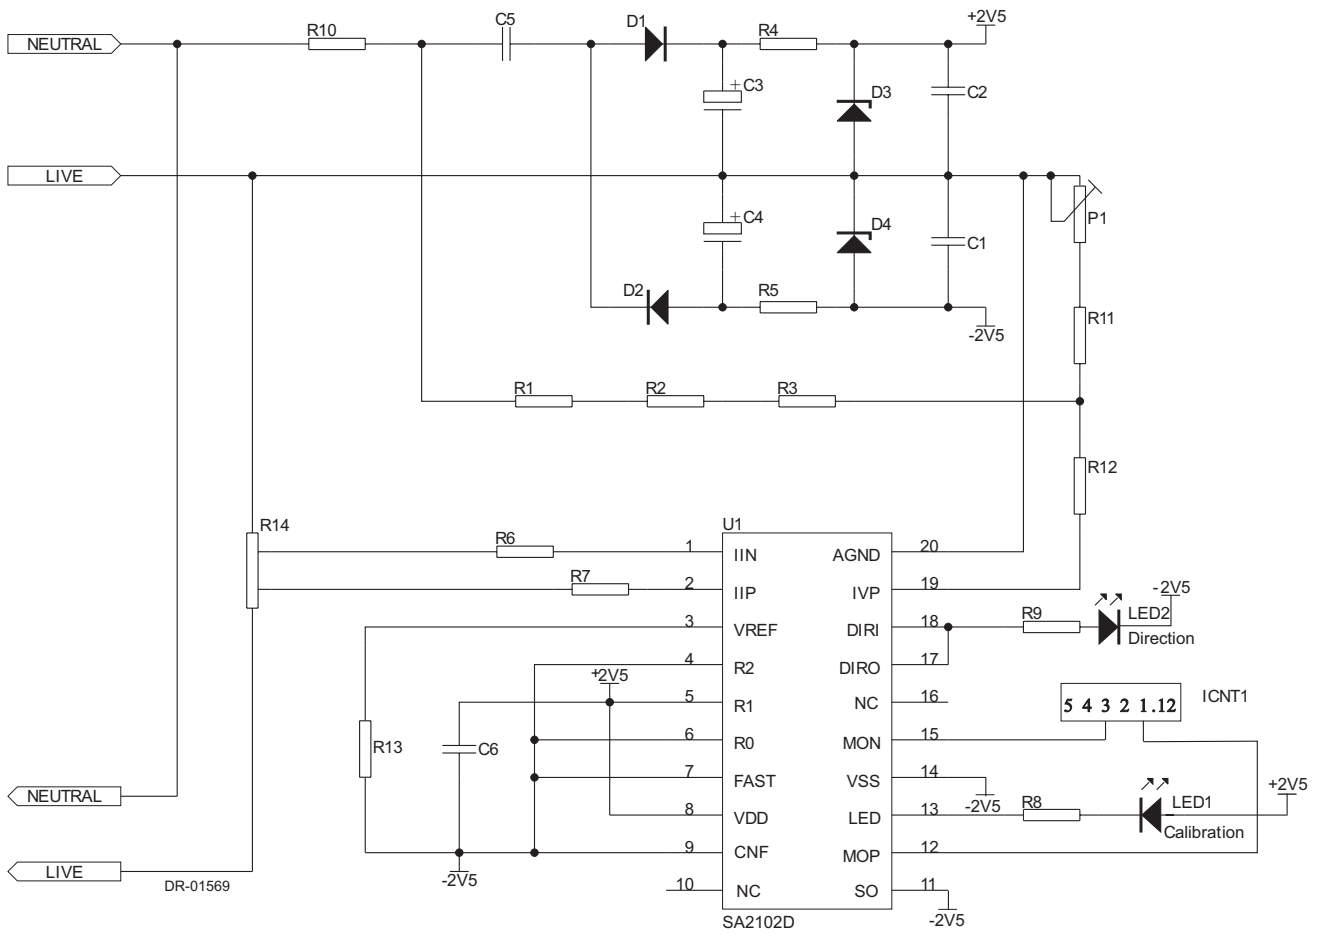 C5
D1
+2V5
R10
R4
NEUTRAL
+ C3
D3
C2
LIVE
+ C4
D4
P1
C1
D2
R5
R11
-2V5
R1
R2
R3
R12
R14
U1
R6
1
IIN
AGND
20
R7
2
IIP
IVP
19
-2V5
3
VREF
DIRI
18
R9
LED2
Direction
4
R2
DIRO
17
+2V5
5
R1
NC
16
ICNT1
5 4 3 2 1.12
R13
C6
6
R0
MON
15
7
FAST
VSS
14
-2V5
NEUTRAL
8
VDD
LED
13
R8
LED1
+2V5
Calibration
9
CNF
MOP
12
LIVE
DR-01569
-2V5
10
NC
SO
11
-2V5
SA2102D